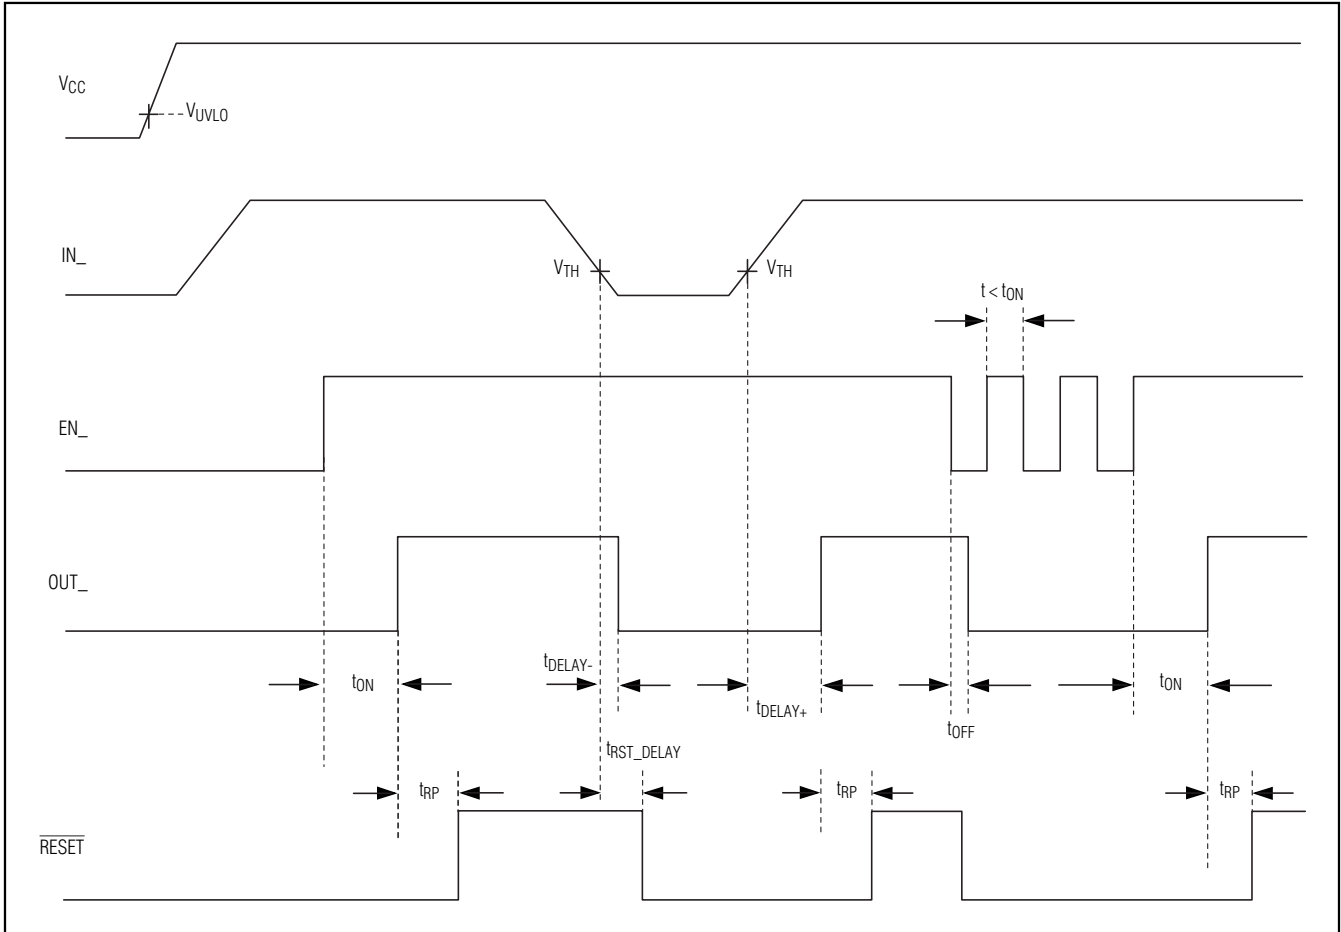 VCC
VUVLO
IN_
VTH
VTH
t < tON
EN_
OUT_
tON
tDELAY-
tDELAY+
tOFF
tON
tRST_DELAY
tRP
tRP
tRP
RESET